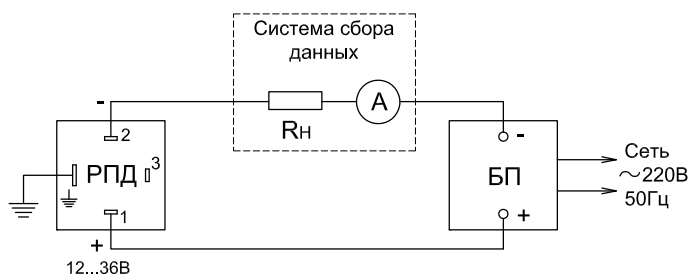 Система сбора
данных
-
A
Rн
2
3
РПД
1
+
12...36В
-
БП
+
Сеть
~220В
50Гц